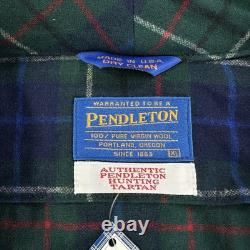 MADE IN U.S.A.
DRY CLEAN
WARRANTED TO BE A
PENDLETON
100% PURE VIRGIN WOOL
PORTLAND, OREGON
SINCE 1863 XL
AUTHENTIC
PENDLETON
HUNTING
TARTAN